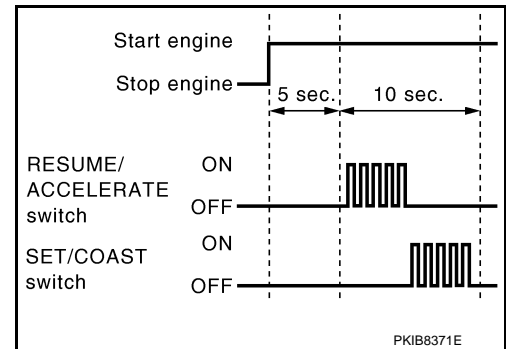 Start engine
Stop engine
5 sec. 10 sec.
RESUME/ ON
ACCELERATE
switch OFF
ON
SET/COAST
switch OFF
PKIB8371E